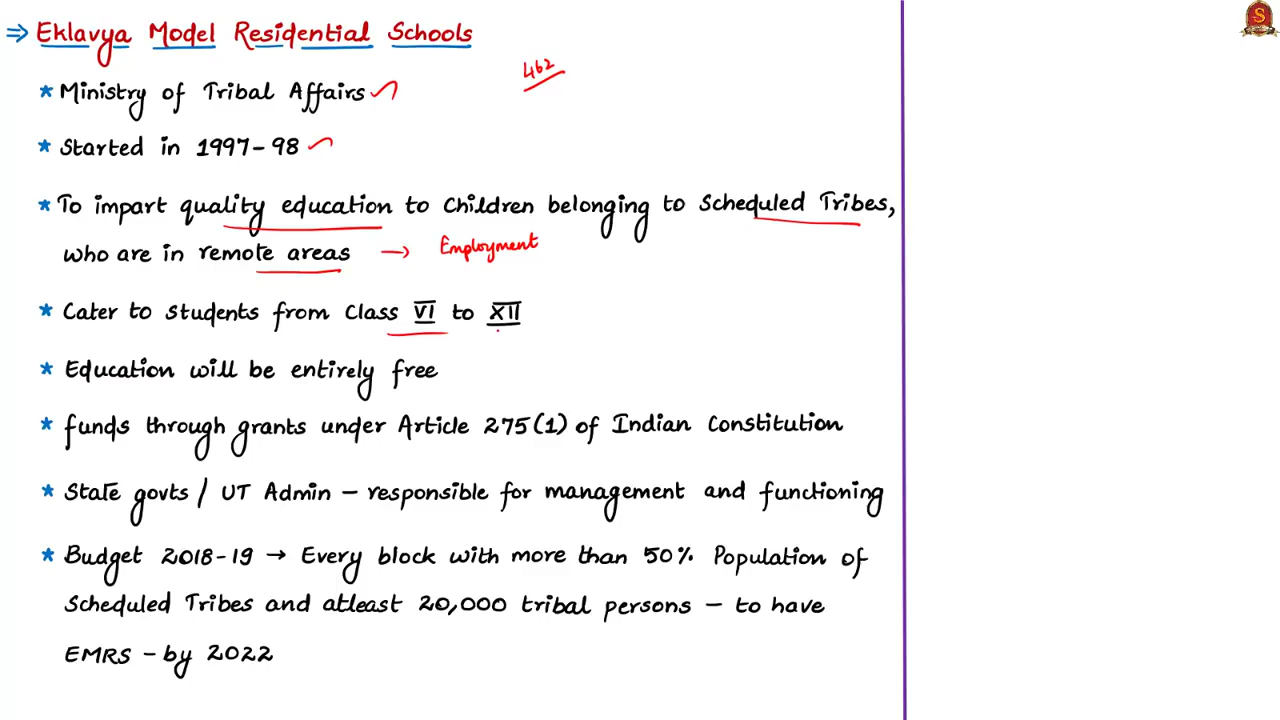 ⇒ Eklavya Model Residential Schools
462
* Ministry of Tribal Affairs
* Started in 1997-98
* To impart quality education to Children belonging to Scheduled Tribes,
who are in remote areas → Employment
* Cater to students from Class VI to XII
* Education will be entirely free
* funds through grants under Article 275(1) of Indian Constitution
* State govts / UT Admin - responsible for management and functioning
* Budget 2018-19 → Every block with more than 50% Population of
Scheduled Tribes and atleast 20,000 tribal persons - to have
EMRS - by 2022
S